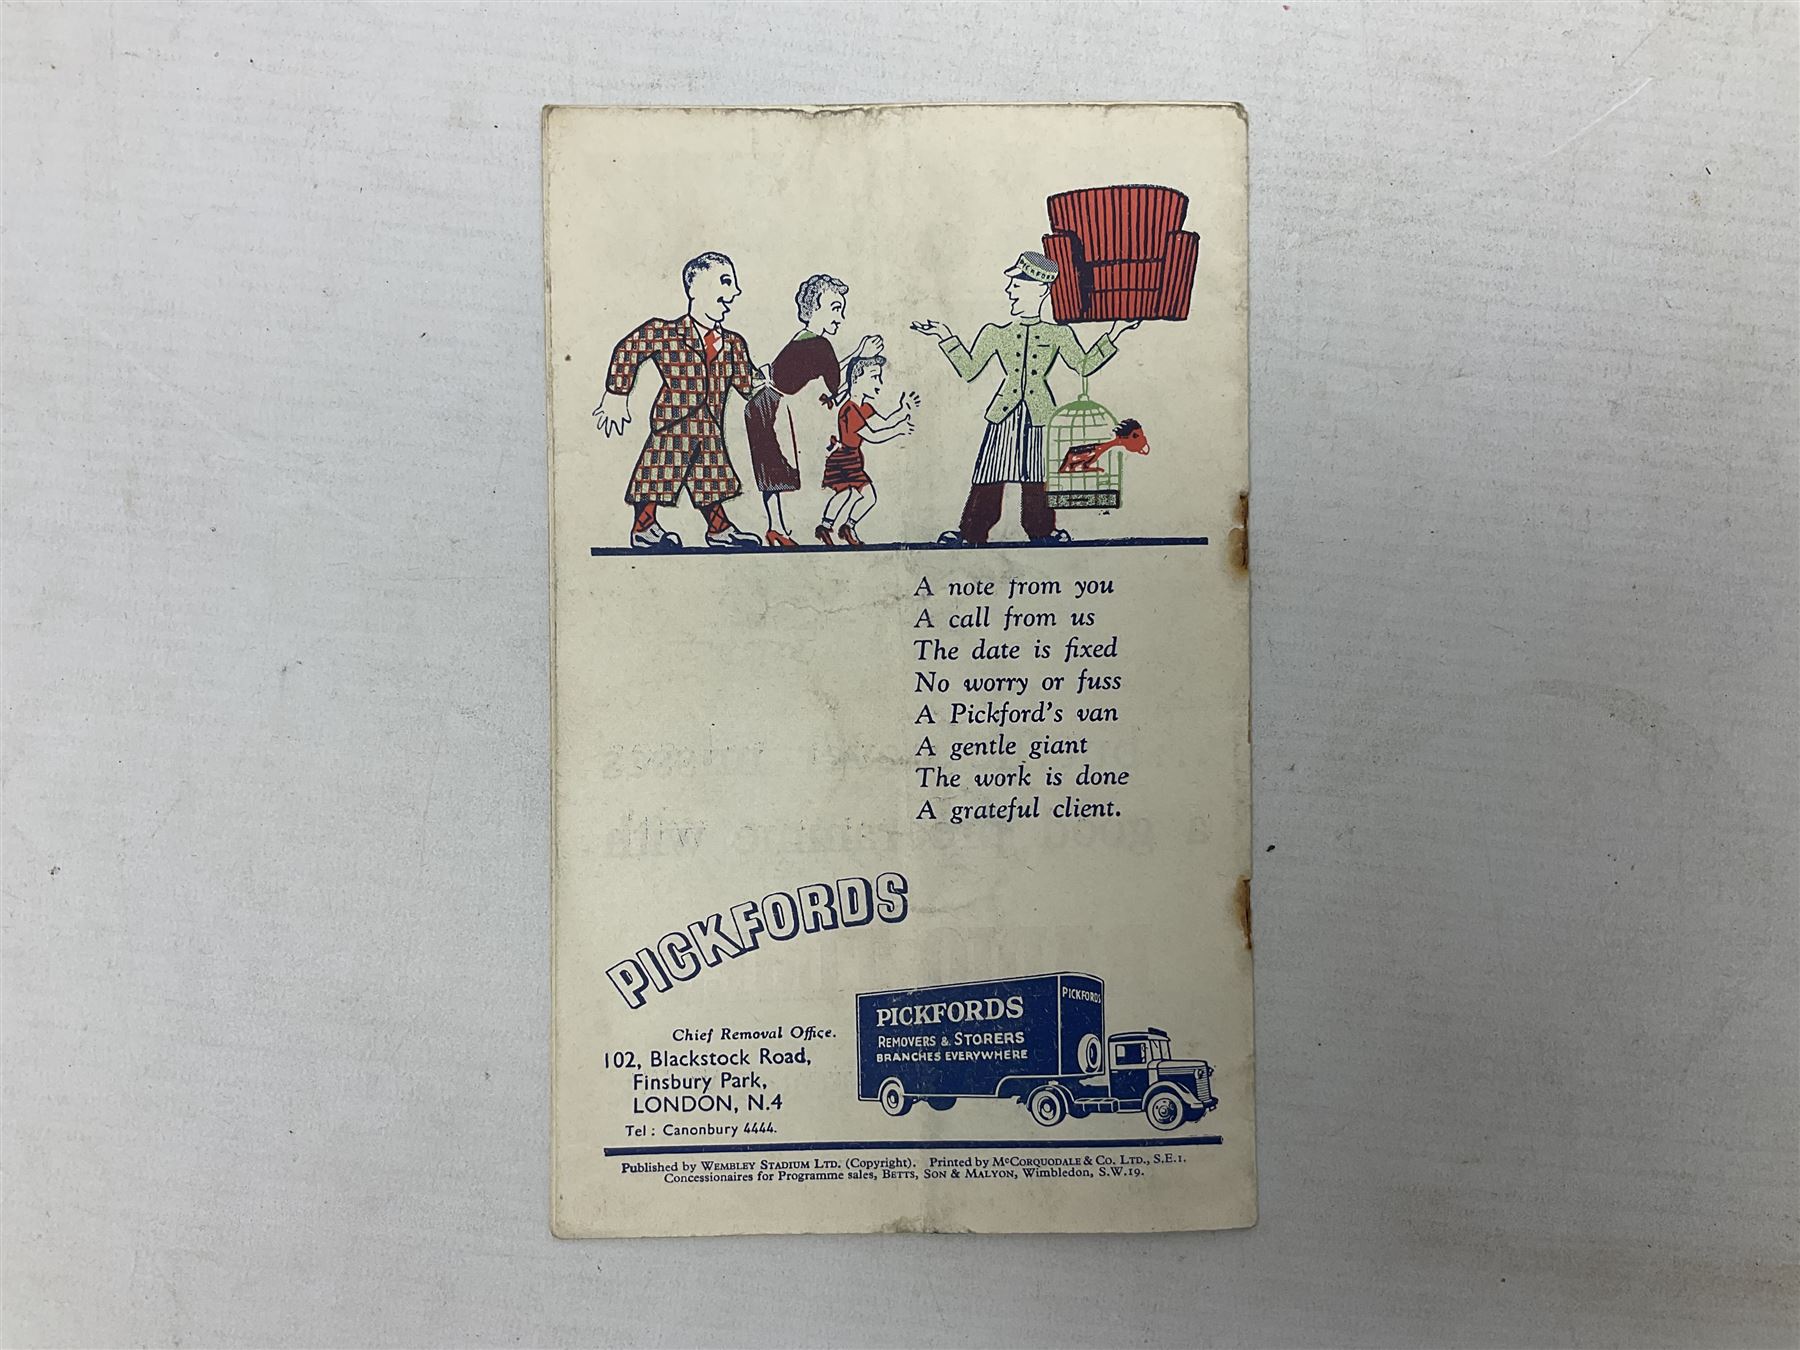 PICKFORD
A note from you
A call from us
The date is fixed
No worry or fuss
A Pickford's van
A gentle giant
The work is done
A grateful client.
PICKFORDS
Chief Removal Office.
102, Blackstock Road,
Finsbury Park,
LONDON, N.4
Tel : Canonbury 4444.
PICKFORDS
REMOVERS & STORERS
BRANCHES EVERYWHERE
PICKFORDS
Published by WEMBLEY STADIUM LTD. (Copyright). Printed by McCORQUODALE & Co. LTD., S.E.1.
Concessionaires for Programme sales, BETTS, SON & MALYON, Wimbledon, S.W.19.